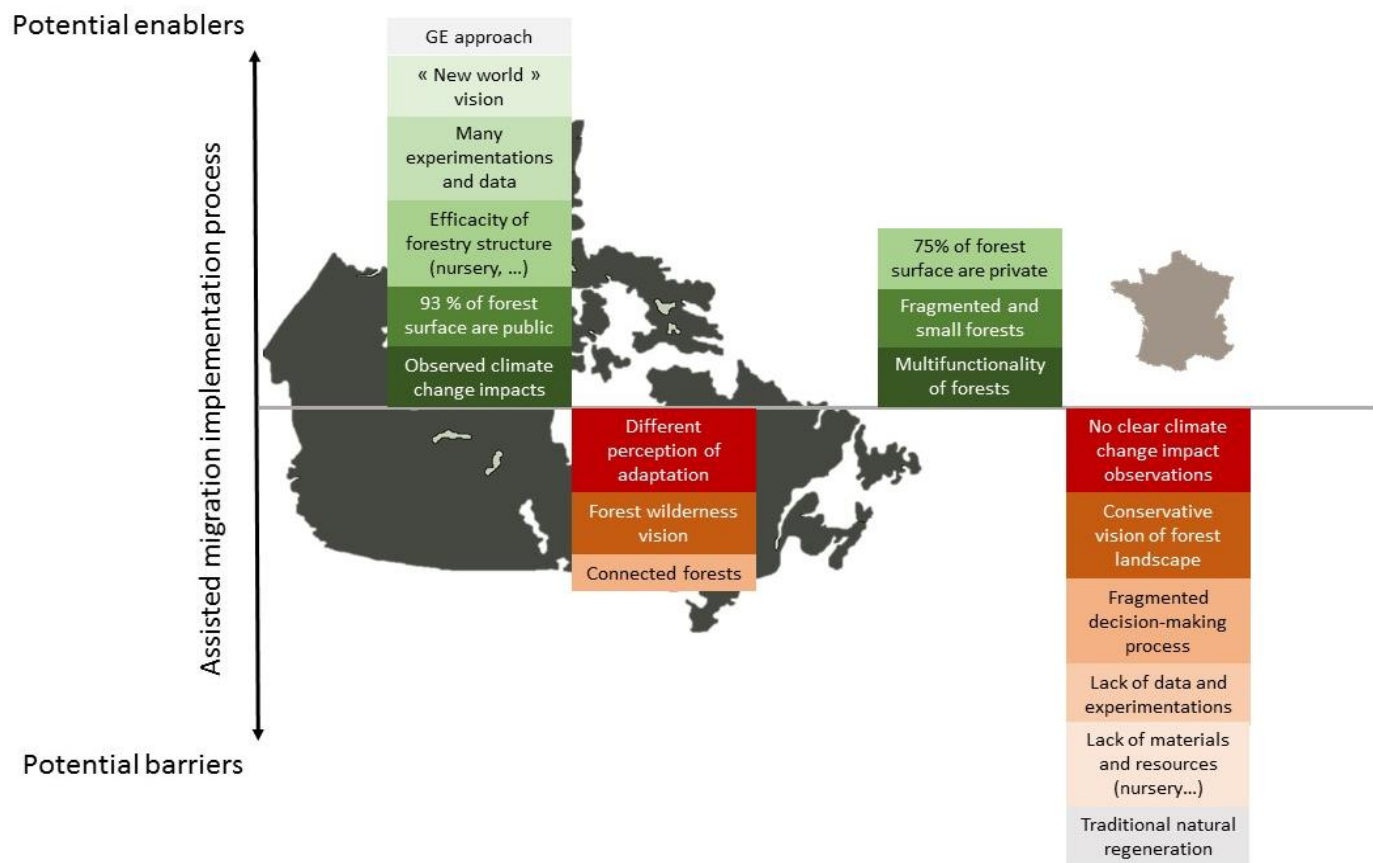 Potential enablers
Assisted migration implementation process
Potential barriers
GE approach
« New world »
vision
Many
experimentations
and data
Efficacity of
forestry structure
(nursery, ...)
93 % of forest
surface are public
Observed climate
change impacts
Different
perception of
adaptation
Forest wilderness
vision
Connected forests
75% of forest
surface are private
Fragmented and
small forests
Multifunctionality
of forests
No clear climate
change impact
observations
Conservative
vision of forest
landscape
Fragmented
decision-making
process
Lack of data and
experimentations
Lack of materials
and resources
(nursery...)
Traditional natural
regeneration